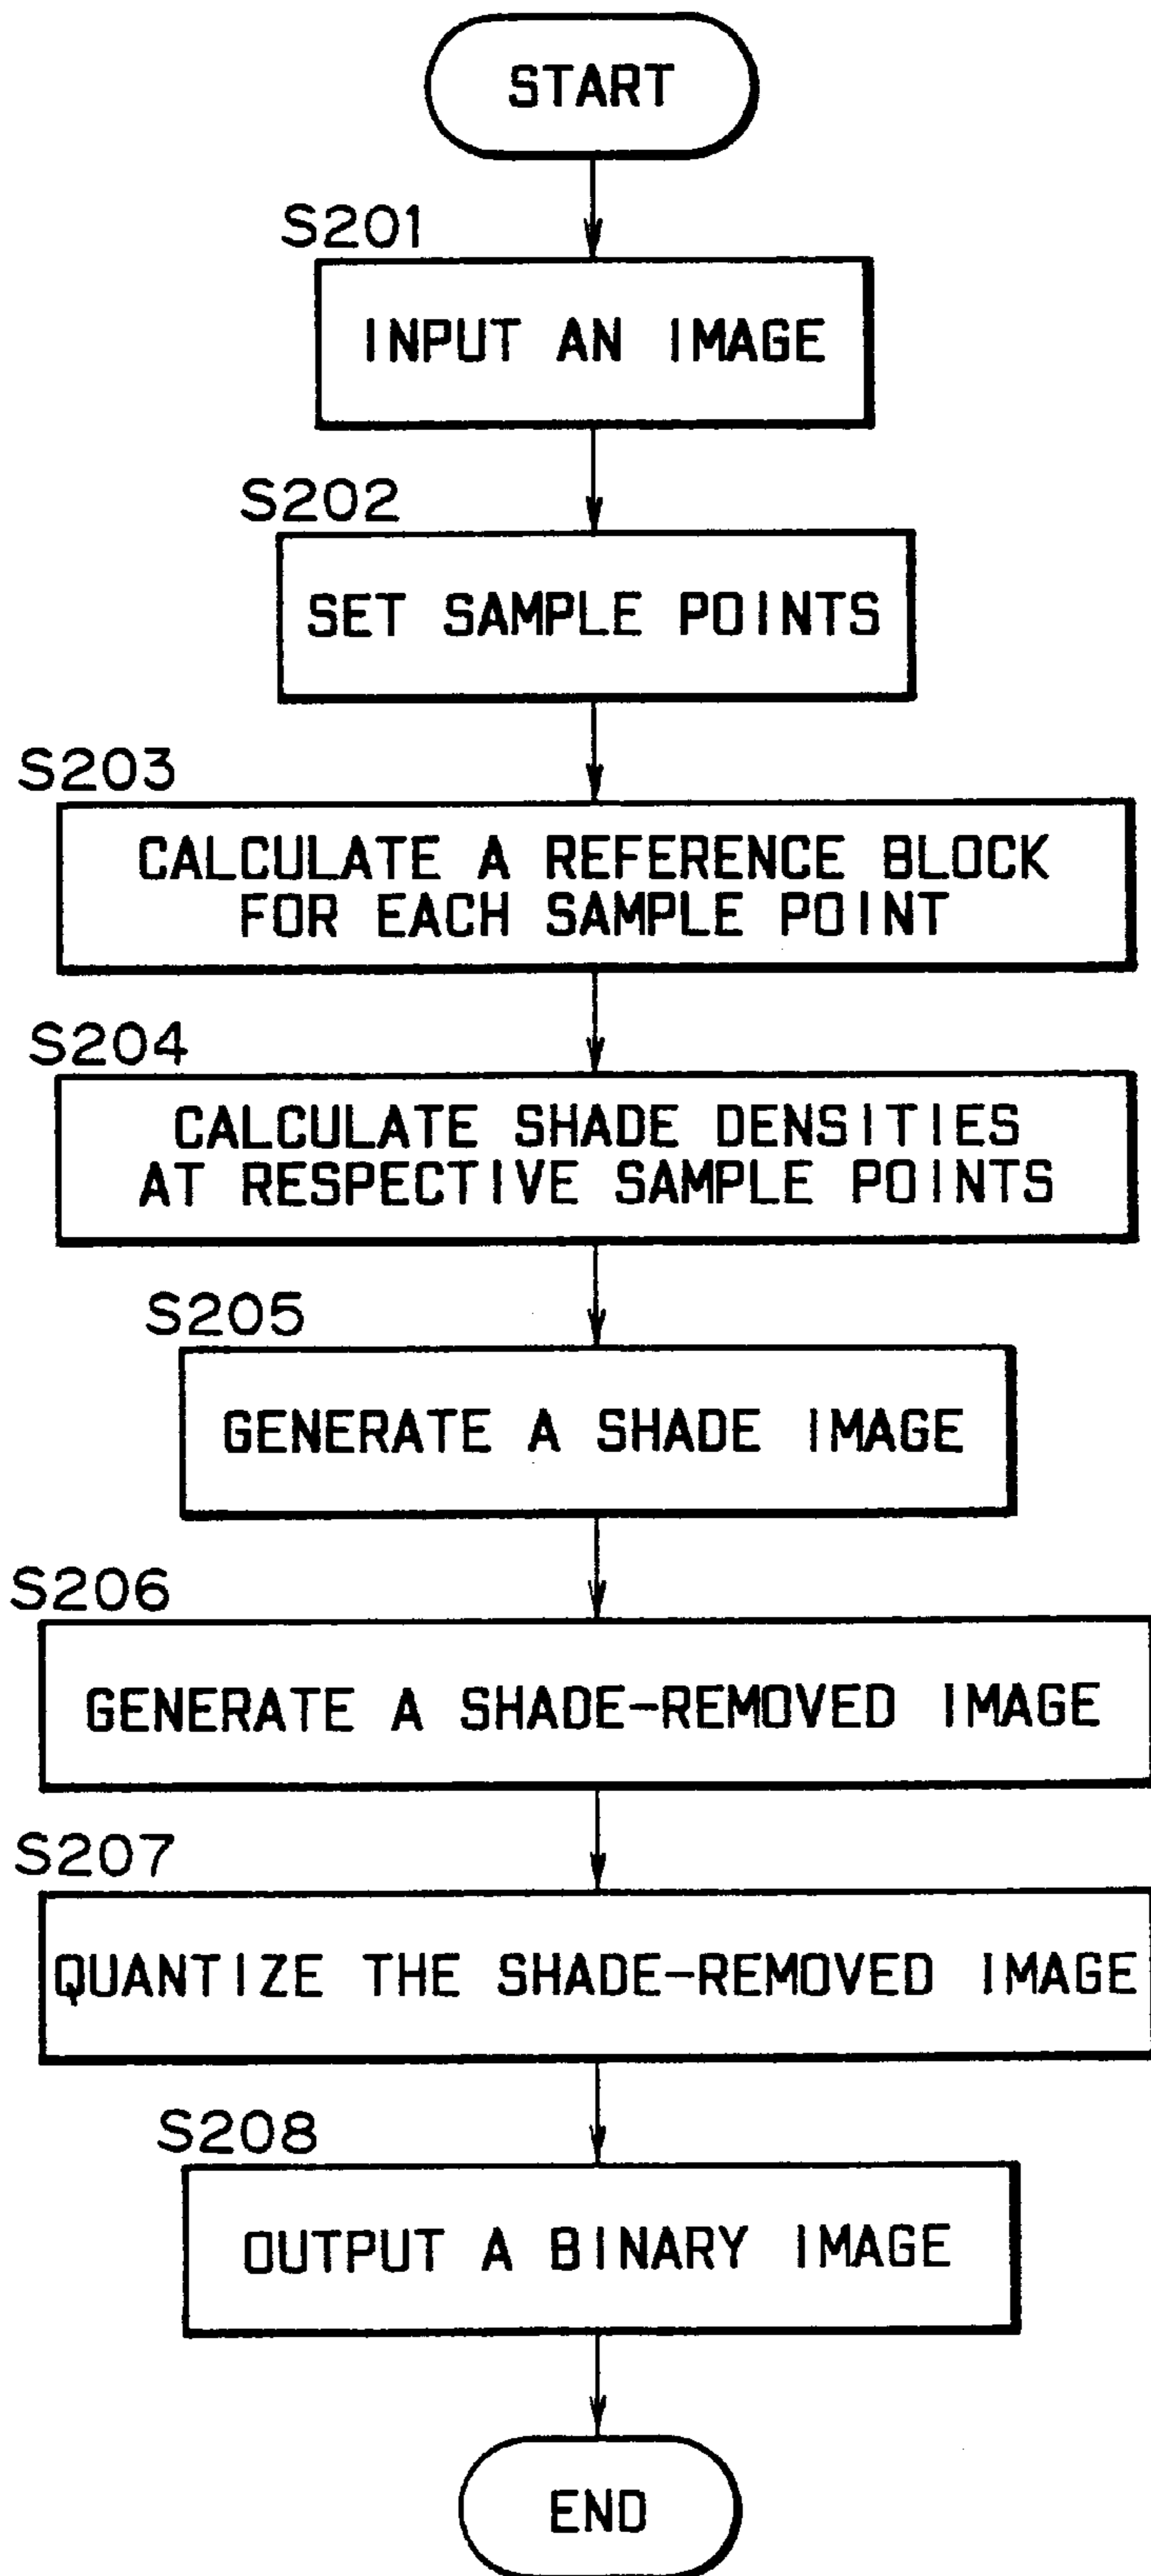 START
S201
INPUT AN IMAGE
S202
SET SAMPLE POINTS
S203
CALCULATE A REFERENCE BLOCK
FOR EACH SAMPLE POINT
S204
CALCULATE SHADE DENSITIES
AT RESPECTIVE SAMPLE POINTS
S205
GENERATE A SHADE IMAGE
S206
GENERATE A SHADE-REMOVED IMAGE
S207
QUANTIZE THE SHADE-REMOVED IMAGE
S208
OUTPUT A BINARY IMAGE
END